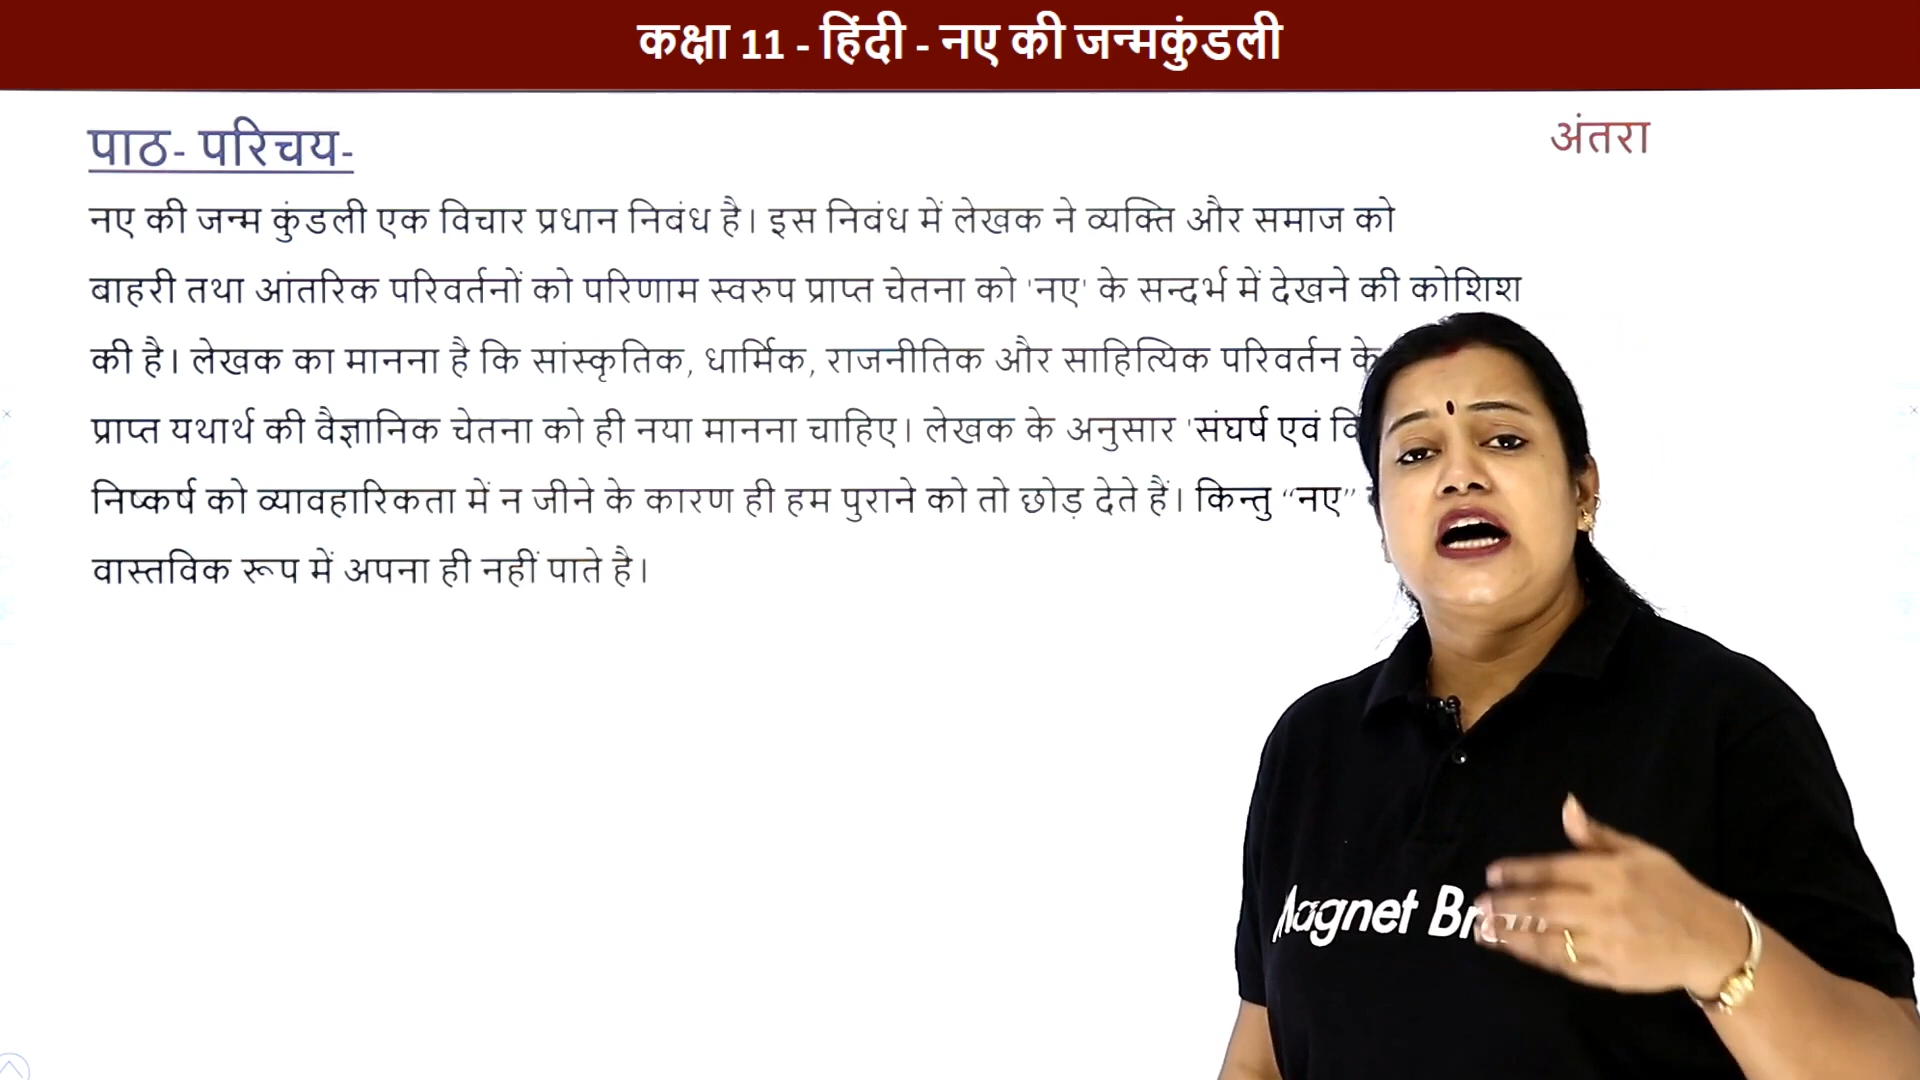 कक्षा 11 - हिंदी - नए की जन्मकुंडली
पाठ- परिचय-
अंतरा
नए की जन्म कुंडली एक विचार प्रधान निबंध है। इस निबंध में लेखक ने व्यक्ति और समाज को
बाहरी तथा आंतरिक परिवर्तनों को परिणाम स्वरुप प्राप्त चेतना को 'नए' के सन्दर्भ में देखने की कोशिश
की है। लेखक का मानना है कि सांस्कृतिक, धार्मिक, राजनीतिक और साहित्यिक परिवर्तन के
प्राप्त यथार्थ की वैज्ञानिक चेतना को ही नया मानना चाहिए। लेखक के अनुसार 'संघर्ष एवं
निष्कर्ष को व्यावहारिकता में न जीने के कारण ही हम पुराने को तो छोड़ देते हैं। किन्तु “नए”
वास्तविक रूप में अपना ही नहीं पाते है।
Magnet